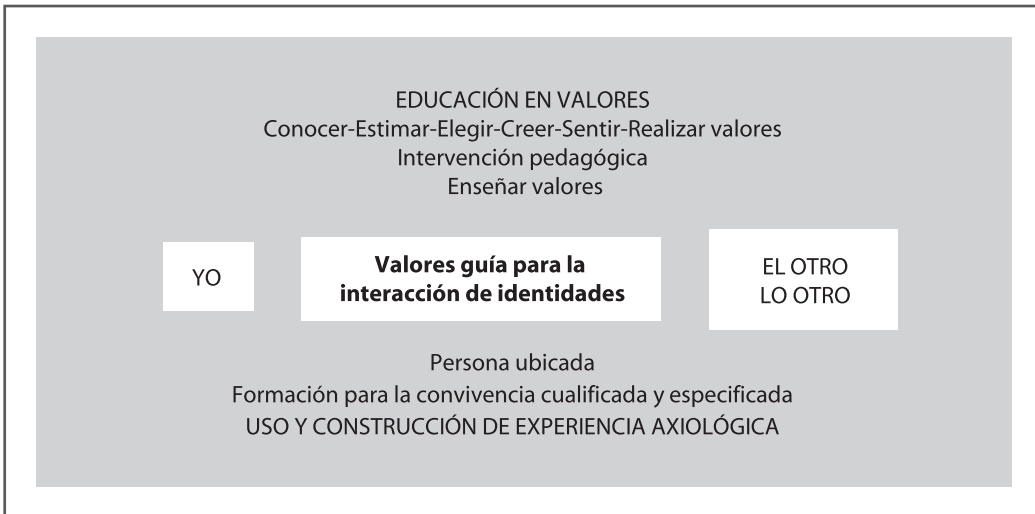 EDUCACIÓN EN VALORES
Conocer-Estimar-Elegir-Creer-Sentir-Realizar valores
Intervención pedagógica
Enseñar valores
YO
Valores guía para la
interacción de identidades
EL OTRO
LO OTRO
Persona ubicada
Formación para la convivencia cualificada y especificada
USO Y CONSTRUCCIÓN DE EXPERIENCIA AXIOLÓGICA